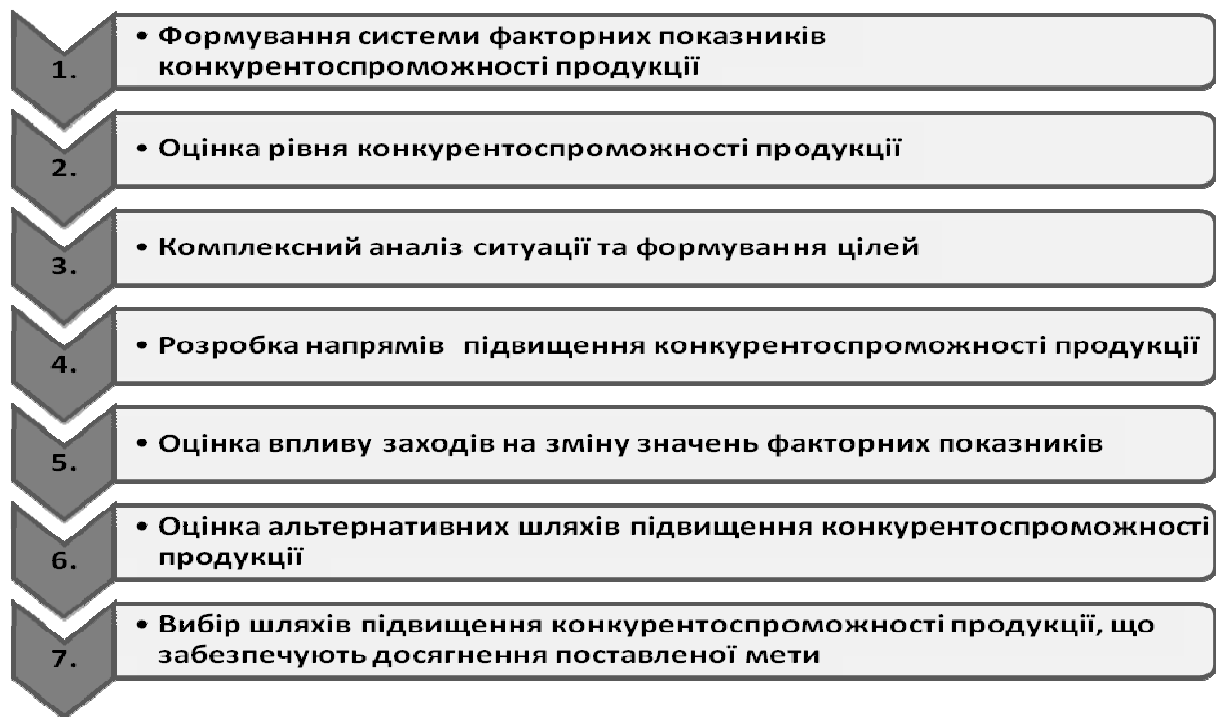 1.
• Формування системи факторних показників
конкурентоспроможності продукції
2.
• Оцінка рівня конкурентоспроможності продукції
3.
• Комплексний аналіз ситуації та формування цілей
4.
• Розробка напрямів підвищення конкурентоспроможності продукції
5.
• Оцінка впливу заходів на зміну значень факторних показників
6.
• Оцінка альтернативних шляхів підвищення конкурентоспроможності
продукції
7.
• Вибір шляхів підвищення конкурентоспроможності продукції, що
забезпечують досягнення поставленої мети